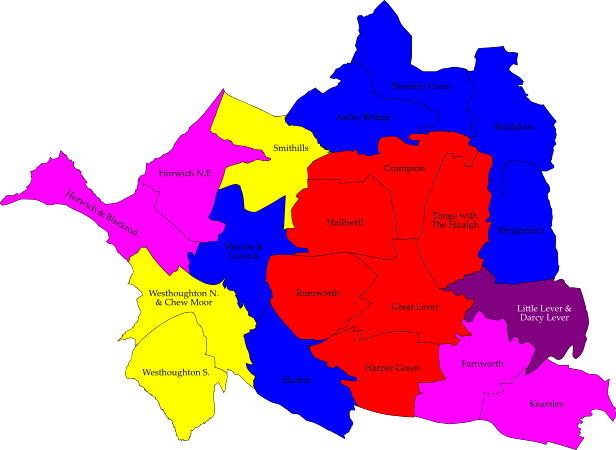 Bromley Cross
Astley Bridge
Bradshaw
Smithills
Crompton
Horwich N.E.
Horwich & Blackrod
Halliwell
Tonge with
The Haulgh
Breightmet
Heaton &
Lostock
Westhoughton N.
& Chew Moor
Rumworth
Great Lever
Little Lever &
Darcy Lever
Westhoughton S.
Hulton
Harper Green
Farnworth
Kearsley